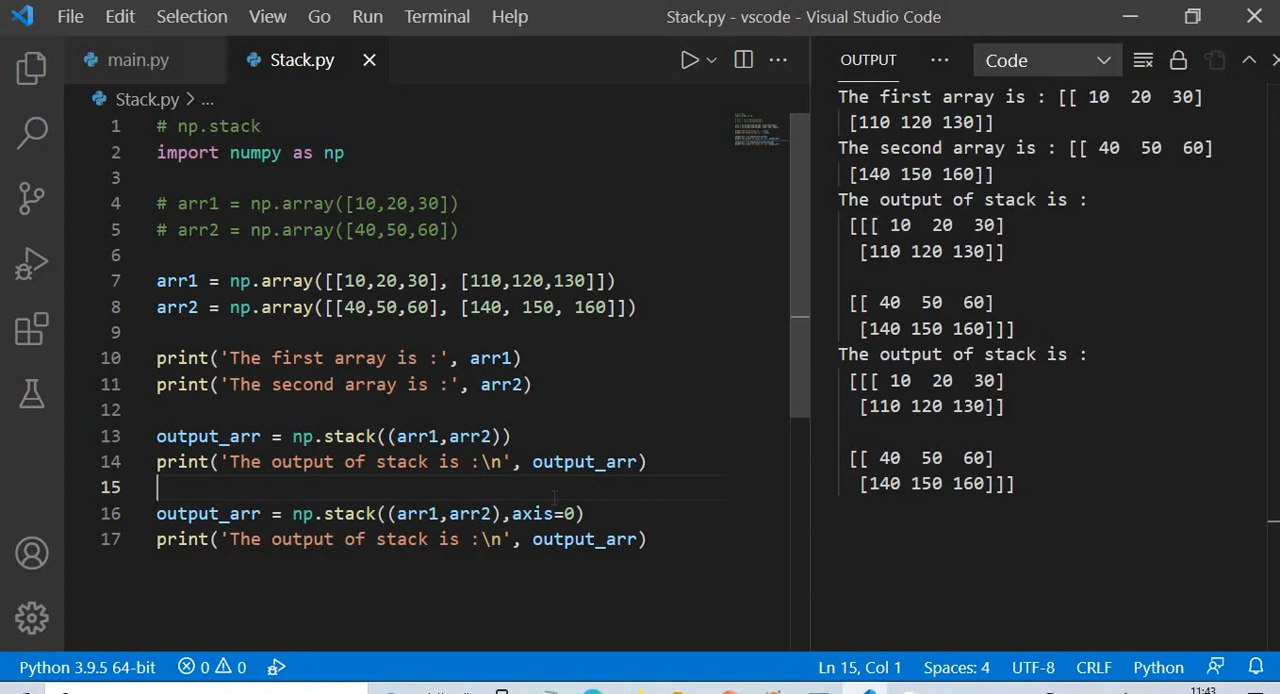 File Edit Selection View Go Run Terminal Help Stack.py - vscode - Visual Studio Code
main.py Stack.py
Stack.py > ...
1 # np.stack
2 import numpy as np
3
4 # arr1 = np.array([10,20,30])
5 # arr2 = np.array([40,50,60])
6
7 arr1 = np.array([[10,20,30], [110,120,130]])
8 arr2 = np.array([[40,50,60], [140, 150, 160]])
9
10 print('The first array is :', arr1)
11 print('The second array is :', arr2)
12
13 output_arr = np.stack((arr1,arr2))
14 print('The output of stack is :\n', output_arr)
15
16 output_arr = np.stack((arr1,arr2),axis=0)
17 print('The output of stack is :\n', output_arr)
OUTPUT ... Code
The first array is : [[ 10  20  30]
 [110 120 130]]
The second array is : [[ 40  50  60]
 [140 150 160]]
The output of stack is :
 [[[ 10  20  30]
  [110 120 130]]

 [[ 40  50  60]
  [140 150 160]]]
The output of stack is :
 [[[ 10  20  30]
  [110 120 130]]

 [[ 40  50  60]
  [140 150 160]]]
Python 3.9.5 64-bit 0 0 Ln 15, Col 1 Spaces: 4 UTF-8 CRLF Python
11:43